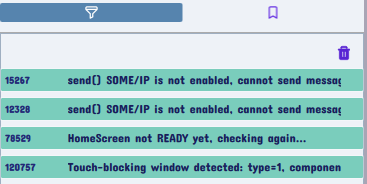 15267 send() SOME/IP is not enabled, cannot send messag
12328 send() SOME/IP is not enabled, cannot send messag
78529 HomeScreen not READY yet, checking again...
120757 Touch-blocking window detected: type=1, componen